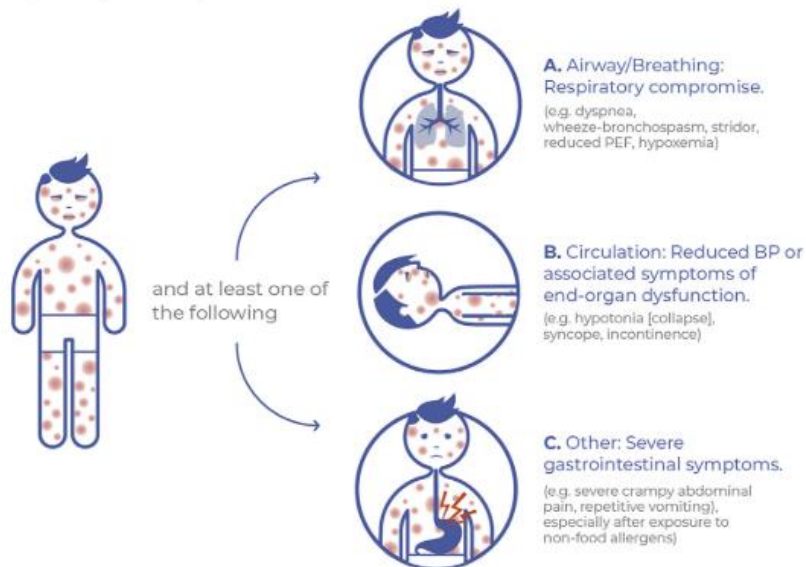 A. Airway/Breathing:
Respiratory compromise.
(e.g. dyspnea,
wheeze-bronchospasm, stridor,
reduced PEF, hypoxemia)
and at least one of
the following
B. Circulation: Reduced BP or
associated symptoms of
end-organ dysfunction.
(e.g. hypotonia [collapse],
syncope, incontinence)
C. Other: Severe
gastrointestinal symptoms.
(e.g. severe crampy abdominal
pain, repetitive vomiting),
especially after exposure to
non-food allergens)